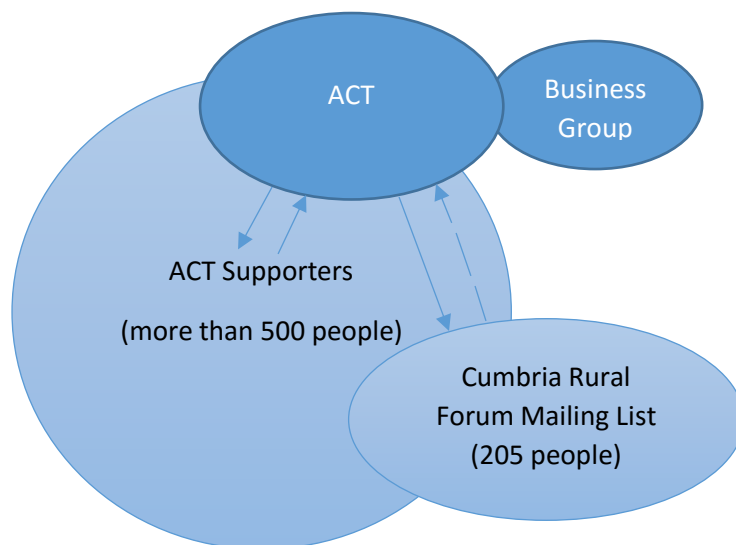 ACT
Business
Group
ACT Supporters
(more than 500 people)
Cumbria Rural
Forum Mailing List
(205 people)